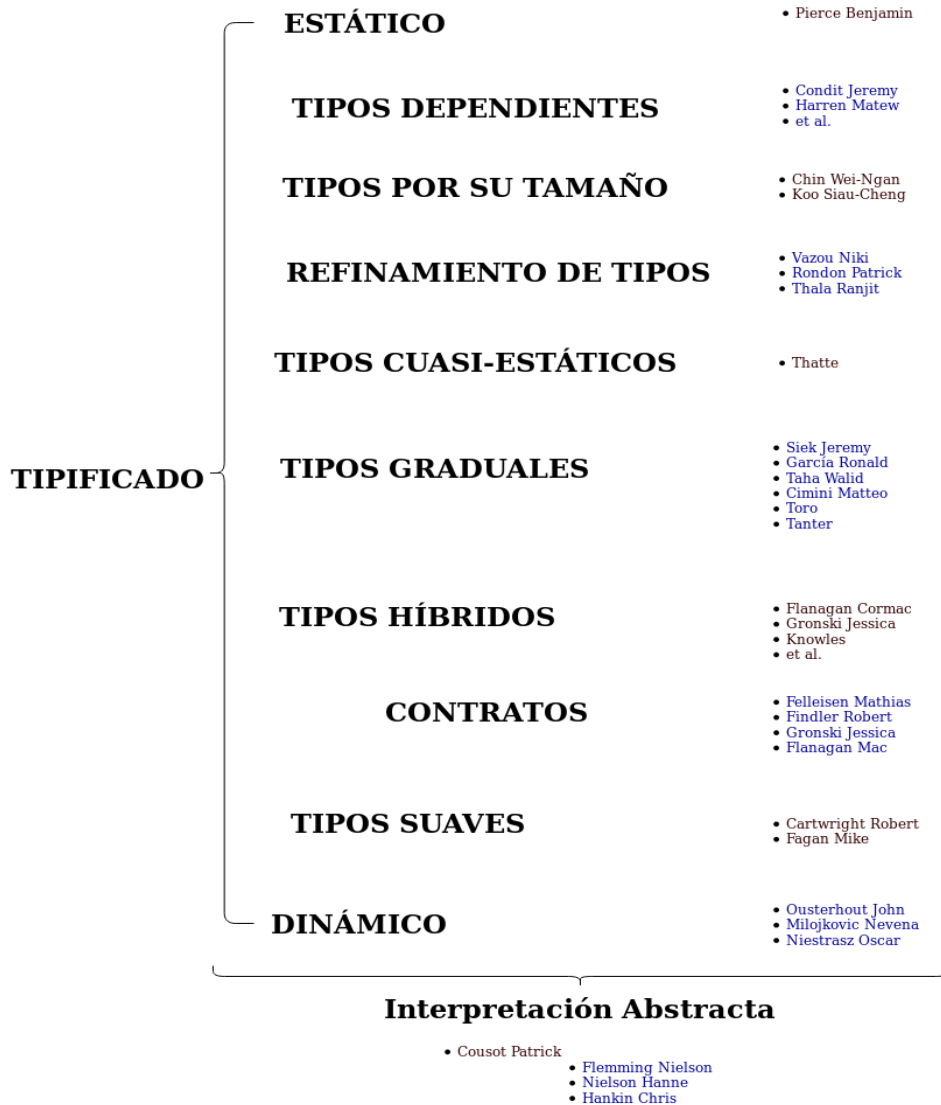 ESTÁTICO
• Pierce Benjamin
TIPOS DEPENDIENTES
• Condit Jeremy
• Harren Matew
• et al.
TIPOS POR SU TAMAÑO
• Chin Wei-Ngan
• Koo Siau-Cheng
REFINAMIENTO DE TIPOS
• Vazou Niki
• Rondon Patrick
• Thala Ranjit
TIPOS CUASI-ESTÁTICOS
• Thatte
TIPIFICADO
TIPOS GRADUALES
• Siek Jeremy
• García Ronald
• Taha Walid
• Cimini Matteo
• Toro
• Tanter
TIPOS HÍBRIDOS
• Flanagan Cormac
• Gronski Jessica
• Knowles
• et al.
CONTRATOS
• Felleisen Mathias
• Findler Robert
• Gronski Jessica
• Flanagan Mac
TIPOS SUAVES
• Cartwright Robert
• Fagan Mike
DINÁMICO
• Ousterhout John
• Milojkovic Nevena
• Niestrasz Oscar
Interpretación Abstracta
• Cousot Patrick
• Flemming Nielson
• Nielson Hanne
• Hankin Chris